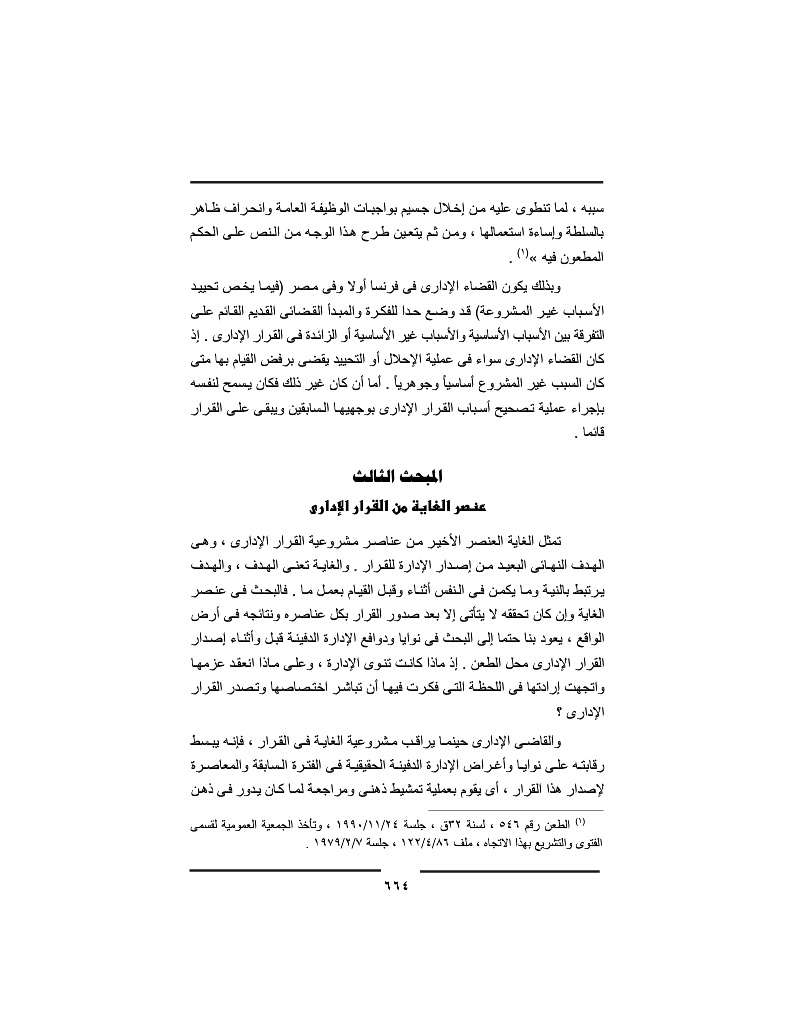 سببه ، لما تنطوى عليه من إخلال جسيم بواجبات الوظيفة العامة وانحراف ظاهر
بالسلطة وإساءة استعمالها ، ومن ثم يتعين طرح هذا الوجه من النص على الحكم
المطعون فيه »(١) .
وبذلك يكون القضاء الإدارى فى فرنسا أولا وفى مصر (فيما يخص تحييد
الأسباب غير المشروعة) قد وضع حدا للفكرة والمبدأ القضائى القديم القائم على
التفرقة بين الأسباب الأساسية والأسباب غير الأساسية أو الزائدة فى القرار الإدارى . إذ
كان القضاء الإدارى سواء فى عملية الإحلال أو التحييد يقضى برفض القيام بها متى
كان السبب غير المشروع أساسياً وجوهرياً . أما أن كان غير ذلك فكان يسمح لنفسه
بإجراء عملية تصحيح أسباب القرار الإدارى بوجهيها السابقين ويبقى على القرار
قائما .
المبحث الثالث
عنصر الغاية من القرار الإدارى
تمثل الغاية العنصر الأخير من عناصر مشروعية القرار الإدارى ، وهى
الهدف النهائى البعيد من إصدار الإدارة للقرار . والغاية تعنى الهدف ، والهدف
يرتبط بالنية وما يكمن فى النفس أثناء وقبل القيام بعمل ما . فالبحث فى عنصر
الغاية وإن كان تحققه لا يتأتى إلا بعد صدور القرار بكل عناصره ونتائجه فى أرض
الواقع ، يعود بنا حتما إلى البحث فى نوايا ودوافع الإدارة الدفينة قبل وأثناء إصدار
القرار الإدارى محل الطعن . إذ ماذا كانت تنوى الإدارة ، وعلى ماذا انعقد عزمها
واتجهت إرادتها فى اللحظة التى فكرت فيها أن تباشر اختصاصها وتصدر القرار
الإدارى ؟
والقاضى الإدارى حينما يراقب مشروعية الغاية فى القرار ، فإنه يبسط
رقابته على نوايا وأغراض الإدارة الدفينة الحقيقية فى الفترة السابقة والمعاصرة
لإصدار هذا القرار ، أى يقوم بعملية تمشيط ذهنى ومراجعة لما كان يدور فى ذهن
(١) الطعن رقم ٥٤٦ ، لسنة ٣٢ق ، جلسة ١٩٩٠/١١/٢٤ ، وتأخذ الجمعية العمومية لقسمى
الفتوى والتشريع بهذا الاتجاه ، ملف ١٢٢/٤/٨٦ ، جلسة ١٩٧٩/٢/٧ .
٦٦٤